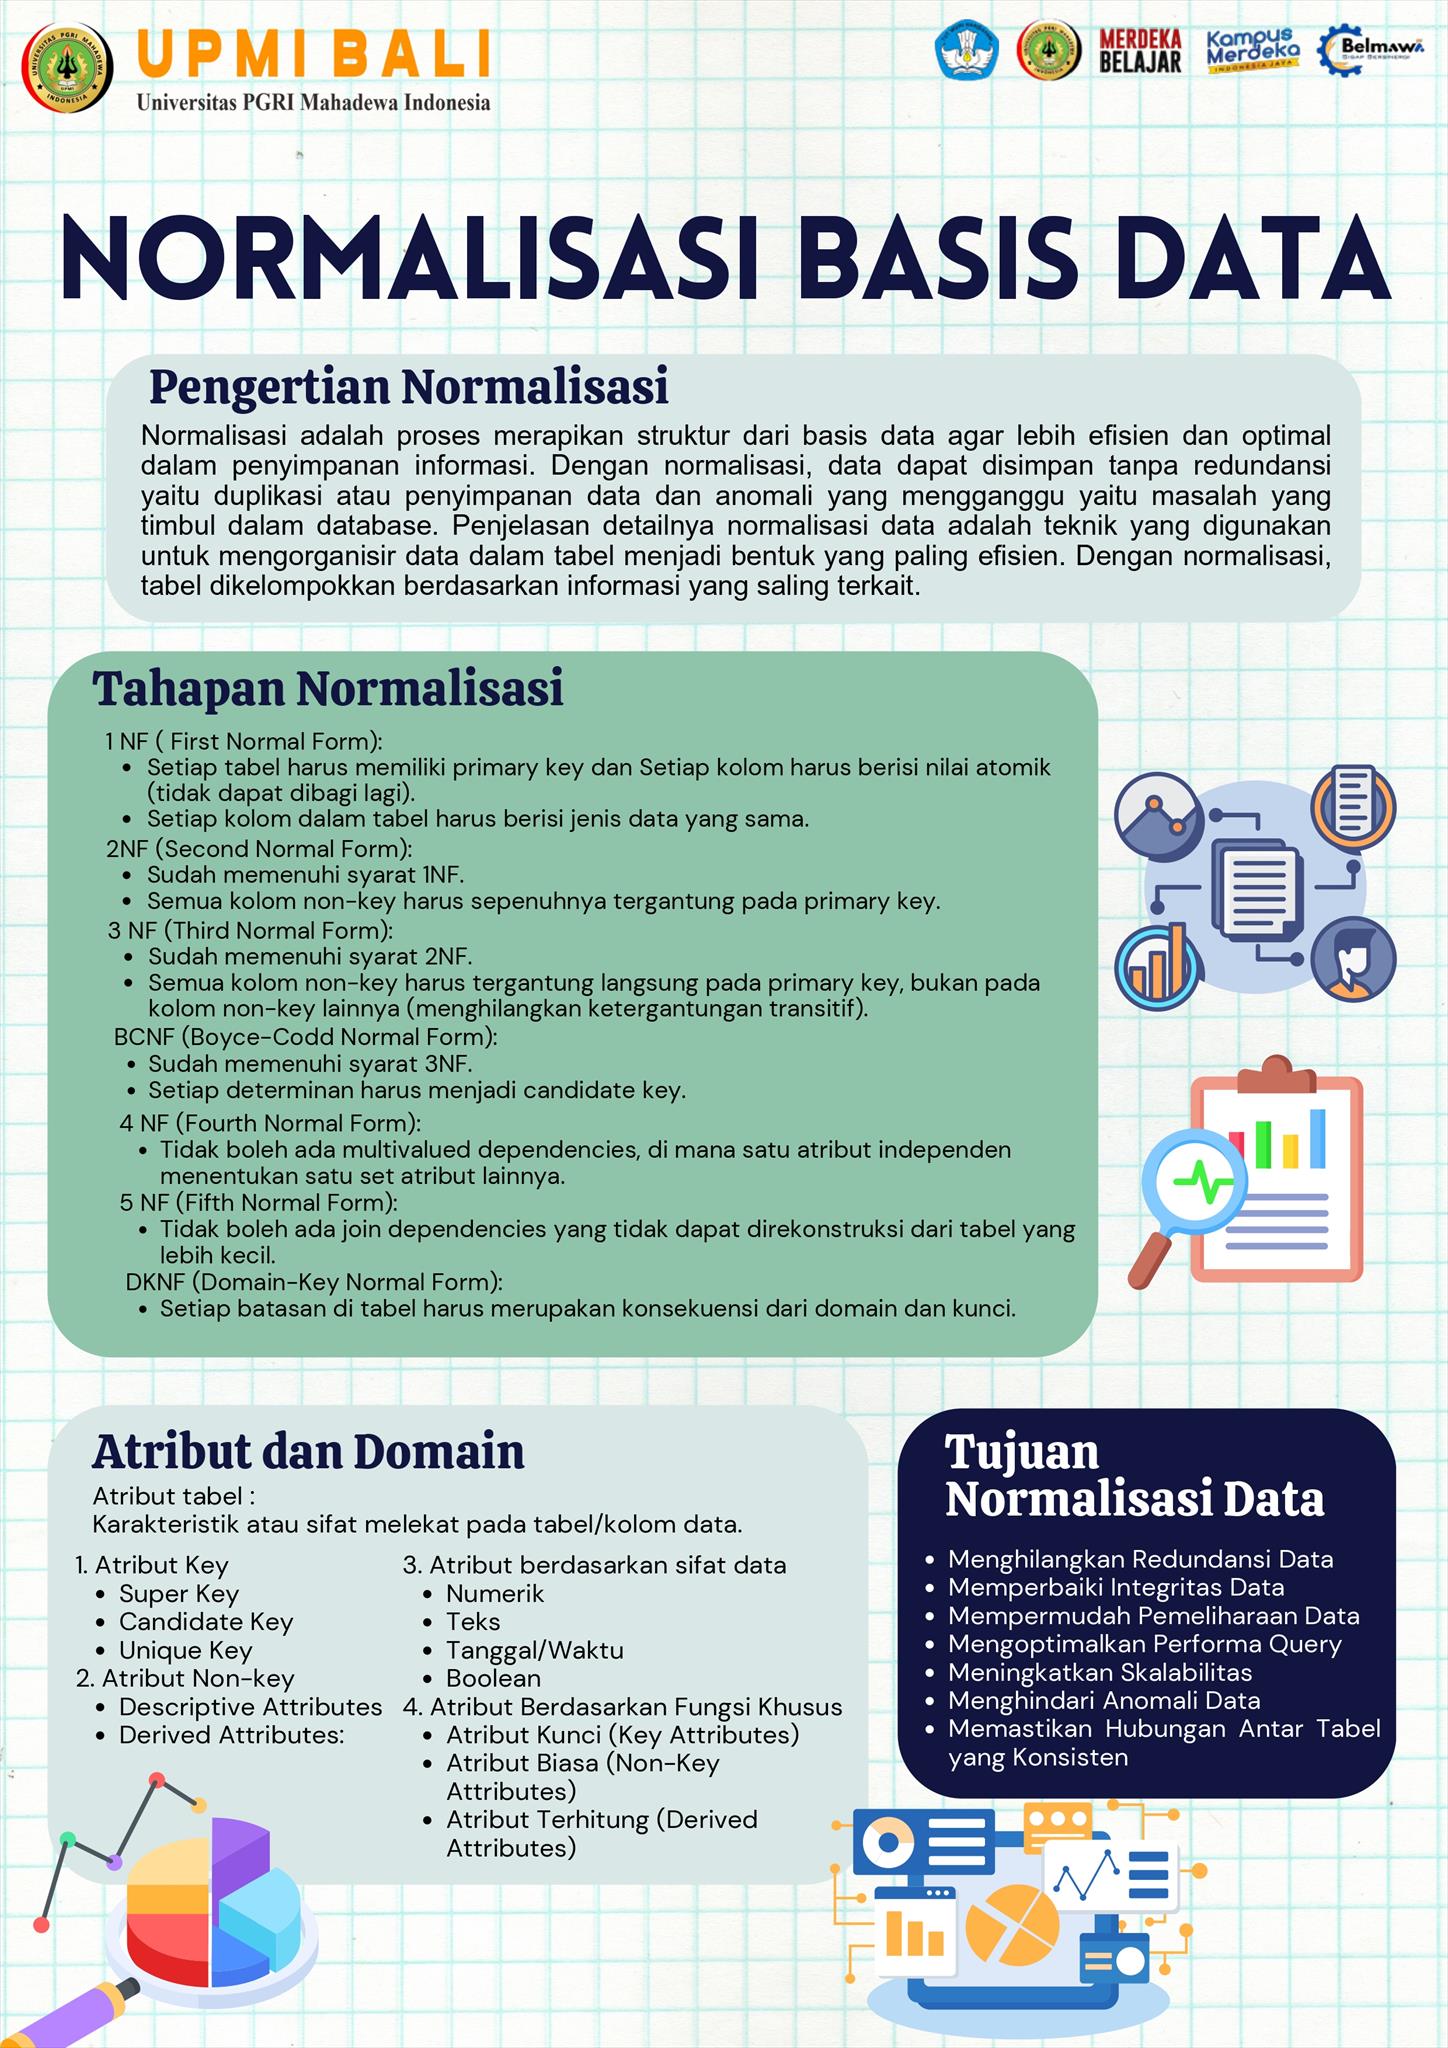 UPMI BALI
Universitas PGRI Mahadewa Indonesia
UNIVERSITAS PGRI MAHADEWA
INDONESIA
MERDEKA
BELAJAR
Kampus
Merdeka
INDONESIA JAYA
Belmawa
SIGAP BERSINERGI
NORMALISASI BASIS DATA
Pengertian Normalisasi
Normalisasi adalah proses merapikan struktur dari basis data agar lebih efisien dan optimal
dalam penyimpanan informasi. Dengan normalisasi, data dapat disimpan tanpa redundansi
yaitu duplikasi atau penyimpanan data dan anomali yang mengganggu yaitu masalah yang
timbul dalam database. Penjelasan detailnya normalisasi data adalah teknik yang digunakan
untuk mengorganisir data dalam tabel menjadi bentuk yang paling efisien. Dengan normalisasi,
tabel dikelompokkan berdasarkan informasi yang saling terkait.
Tahapan Normalisasi
1 NF ( First Normal Form):
• Setiap tabel harus memiliki primary key dan Setiap kolom harus berisi nilai atomik
(tidak dapat dibagi lagi).
• Setiap kolom dalam tabel harus berisi jenis data yang sama.
2NF (Second Normal Form):
• Sudah memenuhi syarat 1NF.
• Semua kolom non-key harus sepenuhnya tergantung pada primary key.
3 NF (Third Normal Form):
• Sudah memenuhi syarat 2NF.
• Semua kolom non-key harus tergantung langsung pada primary key, bukan pada
kolom non-key lainnya (menghilangkan ketergantungan transitif).
BCNF (Boyce-Codd Normal Form):
• Sudah memenuhi syarat 3NF.
• Setiap determinan harus menjadi candidate key.
4 NF (Fourth Normal Form):
• Tidak boleh ada multivalued dependencies, di mana satu atribut independen
menentukan satu set atribut lainnya.
5 NF (Fifth Normal Form):
• Tidak boleh ada join dependencies yang tidak dapat direkonstruksi dari tabel yang
lebih kecil.
DKNF (Domain-Key Normal Form):
• Setiap batasan di tabel harus merupakan konsekuensi dari domain dan kunci.
Atribut dan Domain
Atribut tabel :
Karakteristik atau sifat melekat pada tabel/kolom data.
1. Atribut Key
• Super Key
• Candidate Key
• Unique Key
2. Atribut Non-key
• Descriptive Attributes
• Derived Attributes:
3. Atribut berdasarkan sifat data
• Numerik
• Teks
• Tanggal/Waktu
• Boolean
4. Atribut Berdasarkan Fungsi Khusus
• Atribut Kunci (Key Attributes)
• Atribut Biasa (Non-Key
Attributes)
• Atribut Terhitung (Derived
Attributes)
Tujuan
Normalisasi Data
• Menghilangkan Redundansi Data
• Memperbaiki Integritas Data
• Mempermudah Pemeliharaan Data
• Mengoptimalkan Performa Query
• Meningkatkan Skalabilitas
• Menghindari Anomali Data
• Memastikan Hubungan Antar Tabel
yang Konsisten